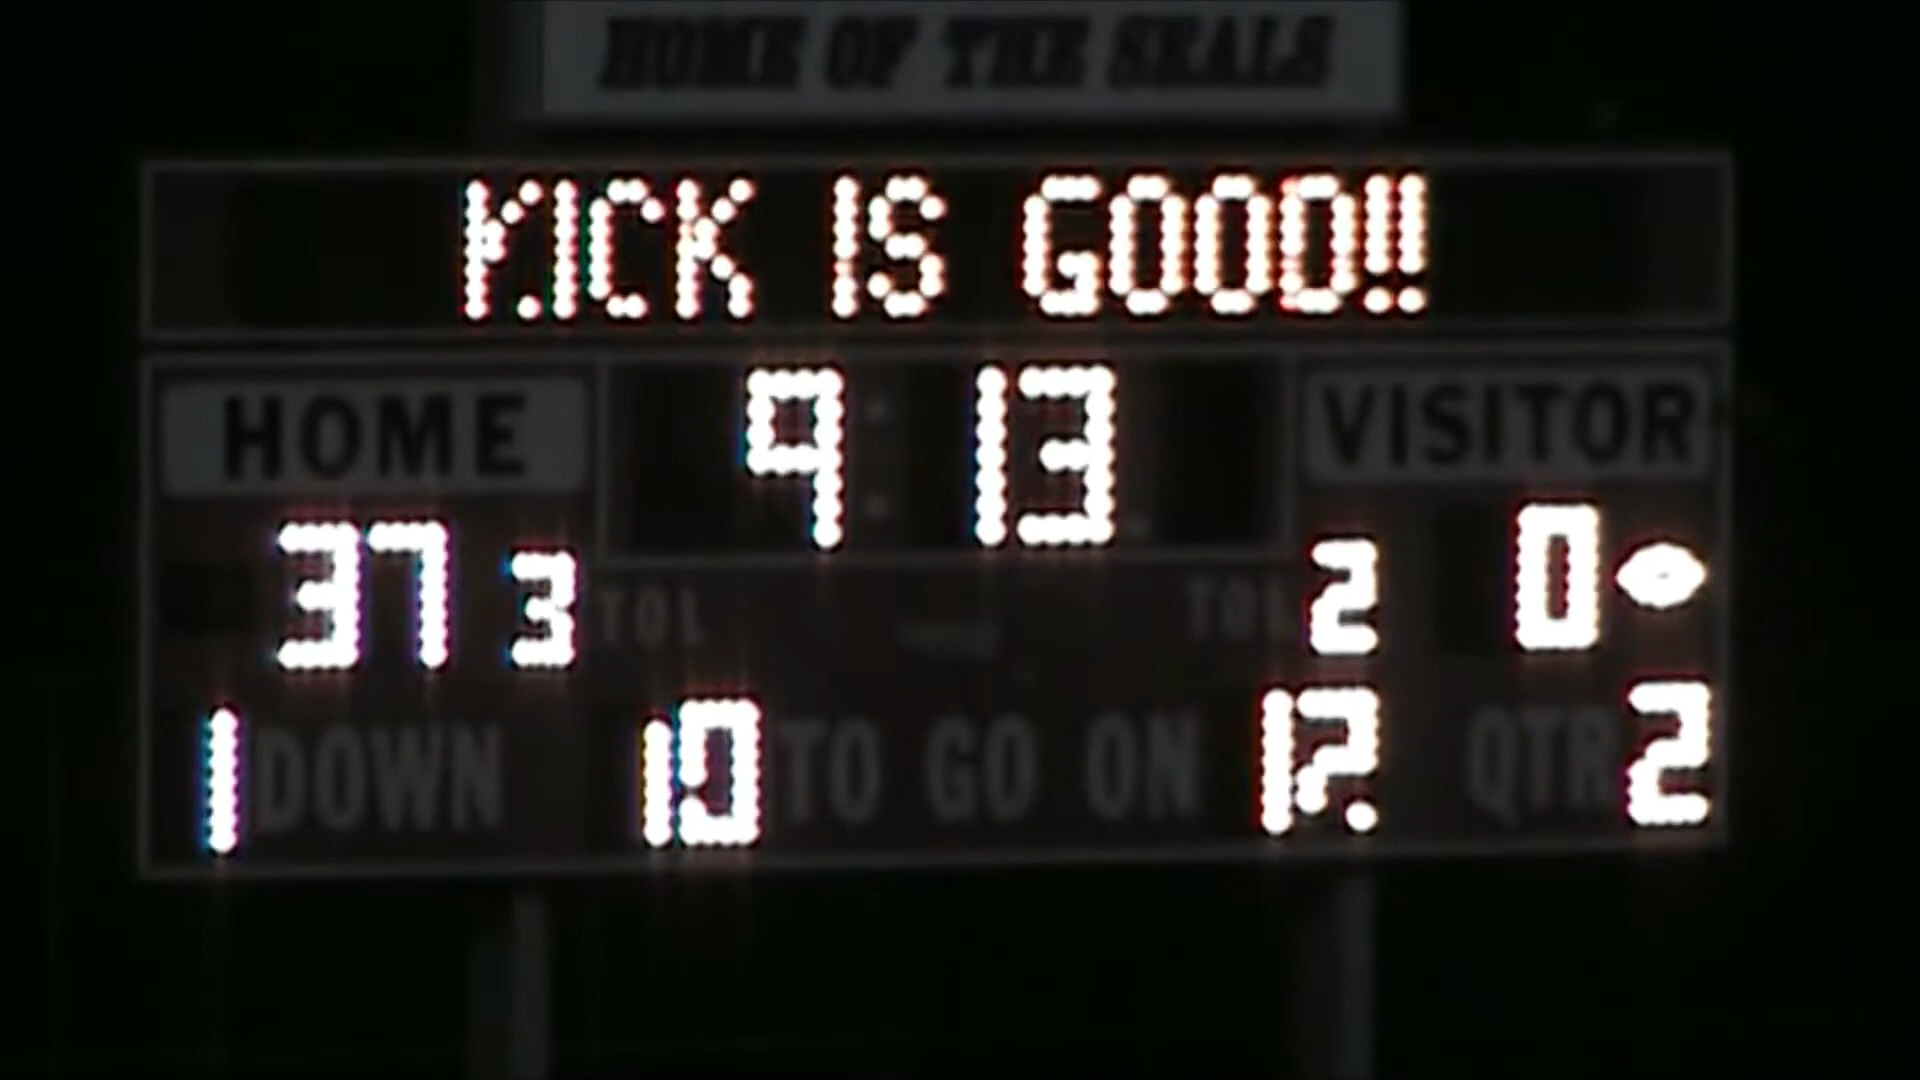 HOME OF THE SEALS
KICK IS GOOD!!
HOME 9:13 VISITOR
37 3 TOL TOL 2 0
1 DOWN 10 TO GO ON 12 QTR 2